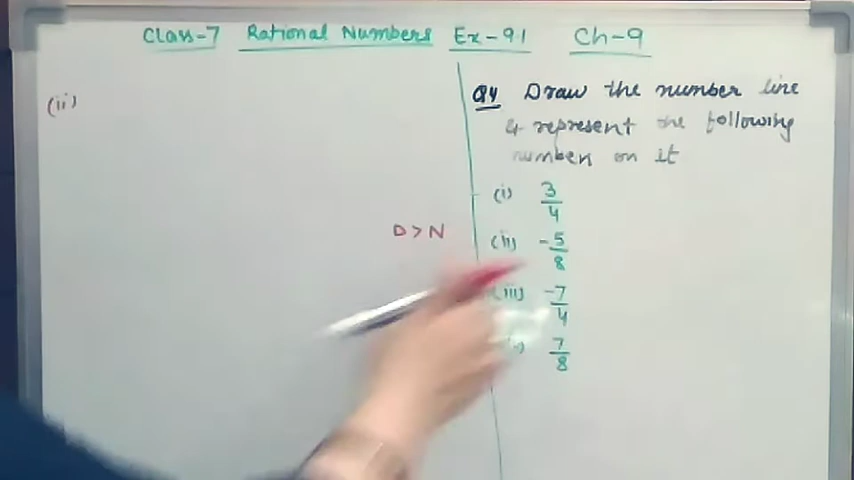 Class-7 Rational Numbers Ex-9.1 Ch-9
(ii)
Q4 Draw the number line
& represent the following
number on it
(i) 3/4
D > N
(ii) -5/8
(iii) -7/4
7/8